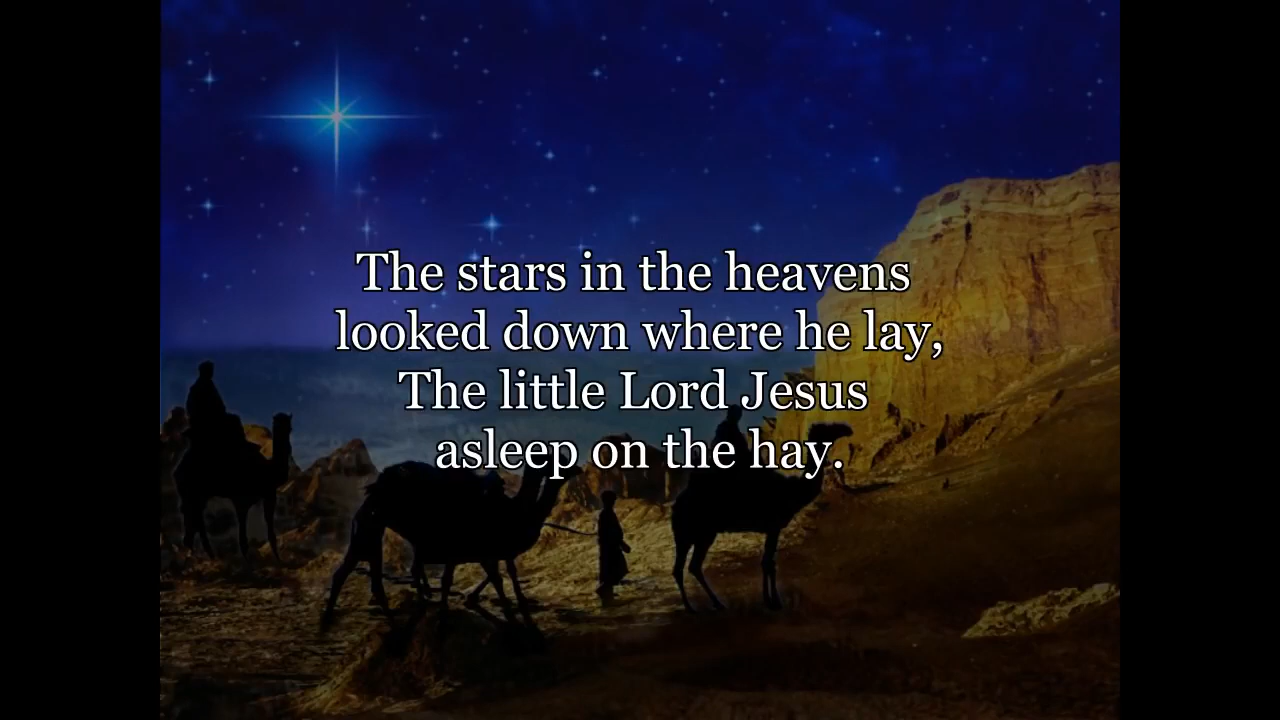 The stars in the heavens
looked down where he lay,
The little Lord Jesus
asleep on the hay.